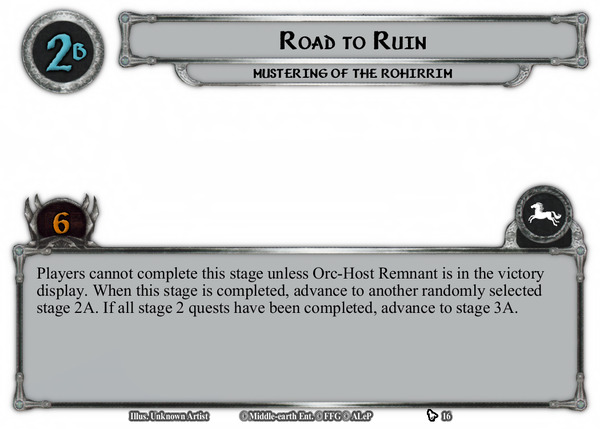 2B
ROAD TO RUIN
MUSTERING OF THE ROHIRRIM
6
Players cannot complete this stage unless Orc-Host Remnant is in the victory
display. When this stage is completed, advance to another randomly selected
stage 2A. If all stage 2 quests have been completed, advance to stage 3A.
Illus. Unknown Artist © Middle-earth Ent. © FFG © ALeP 16